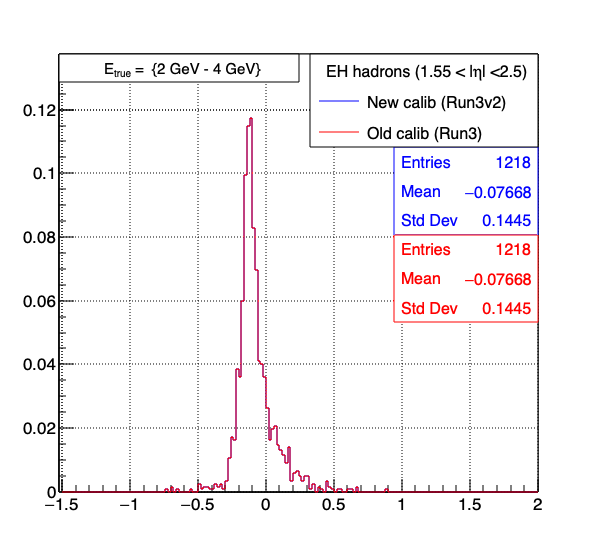 E_true = {2 GeV - 4 GeV}
EH hadrons (1.55 < |η| <2.5)
New calib (Run3v2)
Old calib (Run3)
Entries 1218
Mean −0.07668
Std Dev 0.1445
Entries 1218
Mean −0.07668
Std Dev 0.1445
0.12
0.1
0.08
0.06
0.04
0.02
0
−1.5 −1 −0.5 0 0.5 1 1.5 2